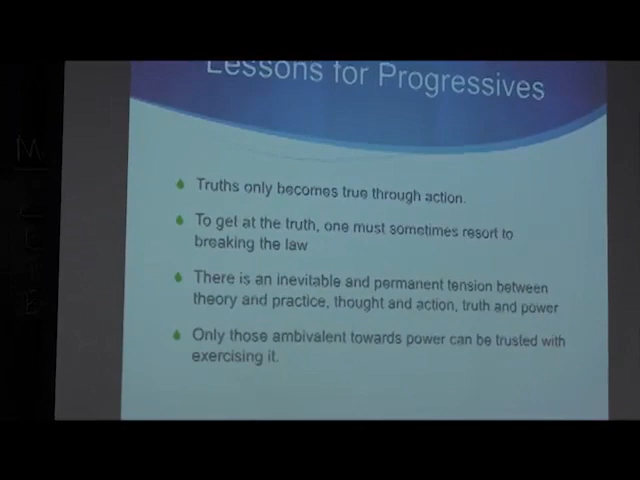 Lessons for Progressives
Truths only becomes true through action.
To get at the truth, one must sometimes resort to
breaking the law
There is an inevitable and permanent tension between
theory and practice, thought and action, truth and power
Only those ambivalent towards power can be trusted with
exercising it.